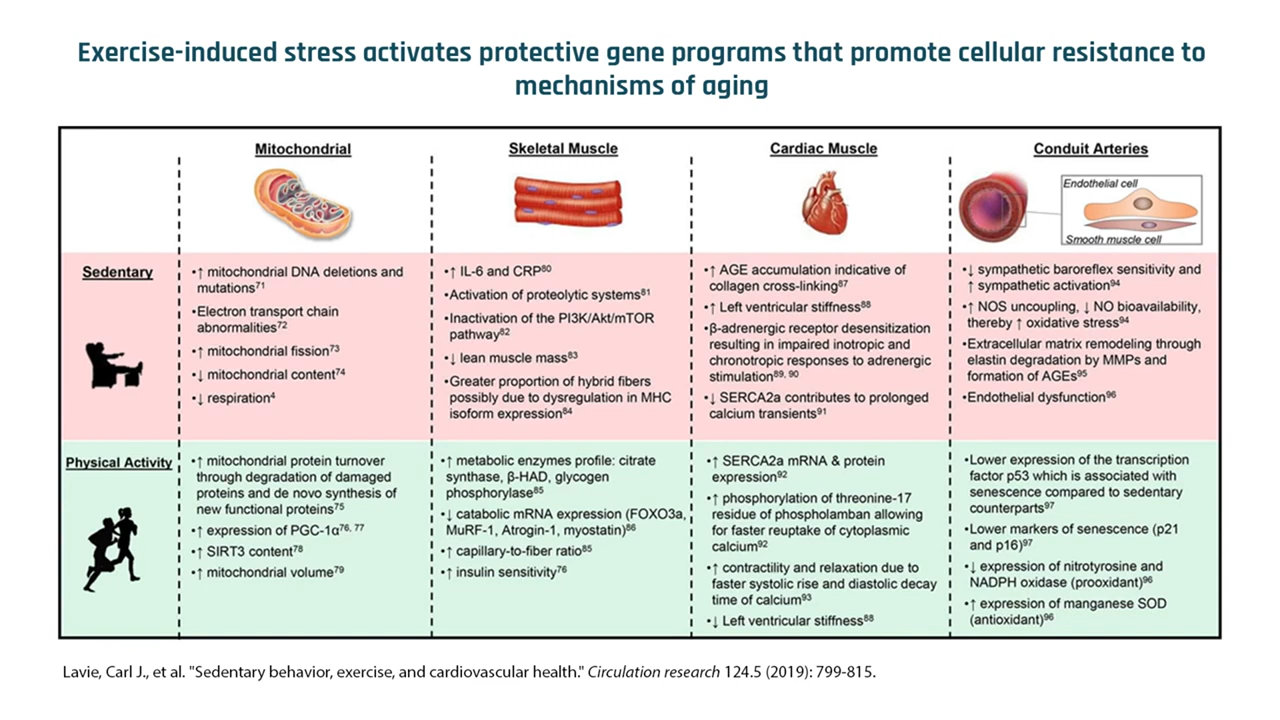 Exercise-induced stress activates protective gene programs that promote cellular resistance to
mechanisms of aging
Mitochondrial
Skeletal Muscle
Cardiac Muscle
Conduit Arteries
Endothelial cell
Smooth muscle cell
Sedentary
•↑ mitochondrial DNA deletions and
mutations⁷¹
•Electron transport chain
abnormalities⁷²
•↑ mitochondrial fission⁷³
•↓ mitochondrial content⁷⁴
•↓ respiration⁴
•↑ IL-6 and CRP⁸⁰
•Activation of proteolytic systems⁸¹
•Inactivation of the PI3K/Akt/mTOR
pathway⁸²
•↓ lean muscle mass⁸³
•Greater proportion of hybrid fibers
possibly due to dysregulation in MHC
isoform expression⁸⁴
•↑ AGE accumulation indicative of
collagen cross-linking⁸⁷
•↑ Left ventricular stiffness⁸⁸
•β-adrenergic receptor desensitization
resulting in impaired inotropic and
chronotropic responses to adrenergic
stimulation⁸⁹, ⁹⁰
•↓ SERCA2a contributes to prolonged
calcium transients⁹¹
•↓ sympathetic baroreflex sensitivity and
↑ sympathetic activation⁹⁴
•↑ NOS uncoupling, ↓ NO bioavailability,
thereby ↑ oxidative stress⁹⁴
•Extracellular matrix remodeling through
elastin degradation by MMPs and
formation of AGEs⁹⁵
•Endothelial dysfunction⁹⁶
Physical Activity
•↑ mitochondrial protein turnover
through degradation of damaged
proteins and de novo synthesis of
new functional proteins⁷⁵
•↑ expression of PGC-1α⁷⁶, ⁷⁷
•↑ SIRT3 content⁷⁸
•↑ mitochondrial volume⁷⁹
•↑ metabolic enzymes profile: citrate
synthase, β-HAD, glycogen
phosphorylase⁸⁵
•↓ catabolic mRNA expression (FOXO3a,
MuRF-1, Atrogin-1, myostatin)⁸⁶
•↑ capillary-to-fiber ratio⁸⁵
•↑ insulin sensitivity⁷⁶
•↑ SERCA2a mRNA & protein
expression⁹²
•↑ phosphorylation of threonine-17
residue of phospholamban allowing
for faster reuptake of cytoplasmic
calcium⁹²
•↑ contractility and relaxation due to
faster systolic rise and diastolic decay
time of calcium⁹³
•↓ Left ventricular stiffness⁸⁸
•Lower expression of the transcription
factor p53 which is associated with
senescence compared to sedentary
counterparts⁹⁷
•Lower markers of senescence (p21
and p16)⁹⁷
•↓ expression of nitrotyrosine and
NADPH oxidase (prooxidant)⁹⁶
•↑ expression of manganese SOD
(antioxidant)⁹⁶
Lavie, Carl J., et al. "Sedentary behavior, exercise, and cardiovascular health." Circulation research 124.5 (2019): 799-815.